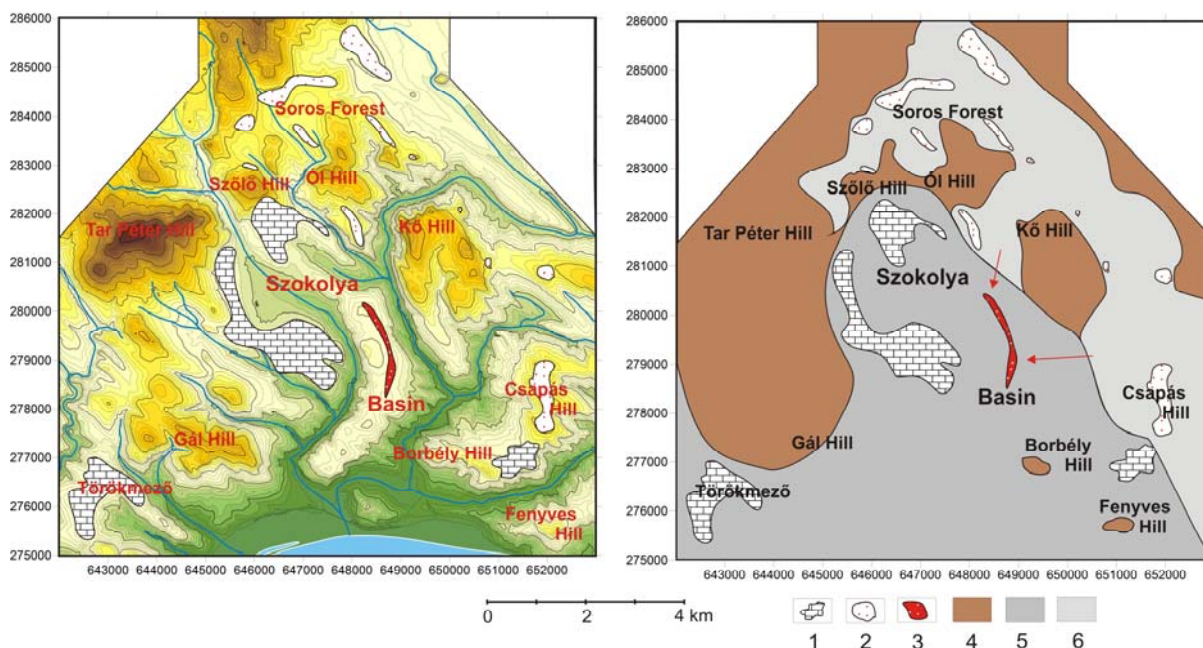 286000
285000
284000
283000
282000
281000
280000
279000
278000
277000
276000
275000
Soros Forest
Szőlő Hill
Ól Hill
Tar Péter Hill
Kő Hill
Szokolya
Basin
Csapás
Hill
Gál Hill
Borbély Hill
Törökmező
Fenyves
Hill
643000 644000 645000 646000 647000 648000 649000 650000 651000 652000
286000
285000
284000
283000
282000
281000
280000
279000
278000
277000
276000
275000
Soros Forest
Szőlő Hill
Ól Hill
Tar Péter Hill
Kő Hill
Szokolya
Basin
Csapás
Hill
Gál Hill
Borbély
Hill
Törökmező
Fenyves
Hill
643000 644000 645000 646000 647000 648000 649000 650000 651000 652000
0 2 4 km
1 2 3 4 5 6